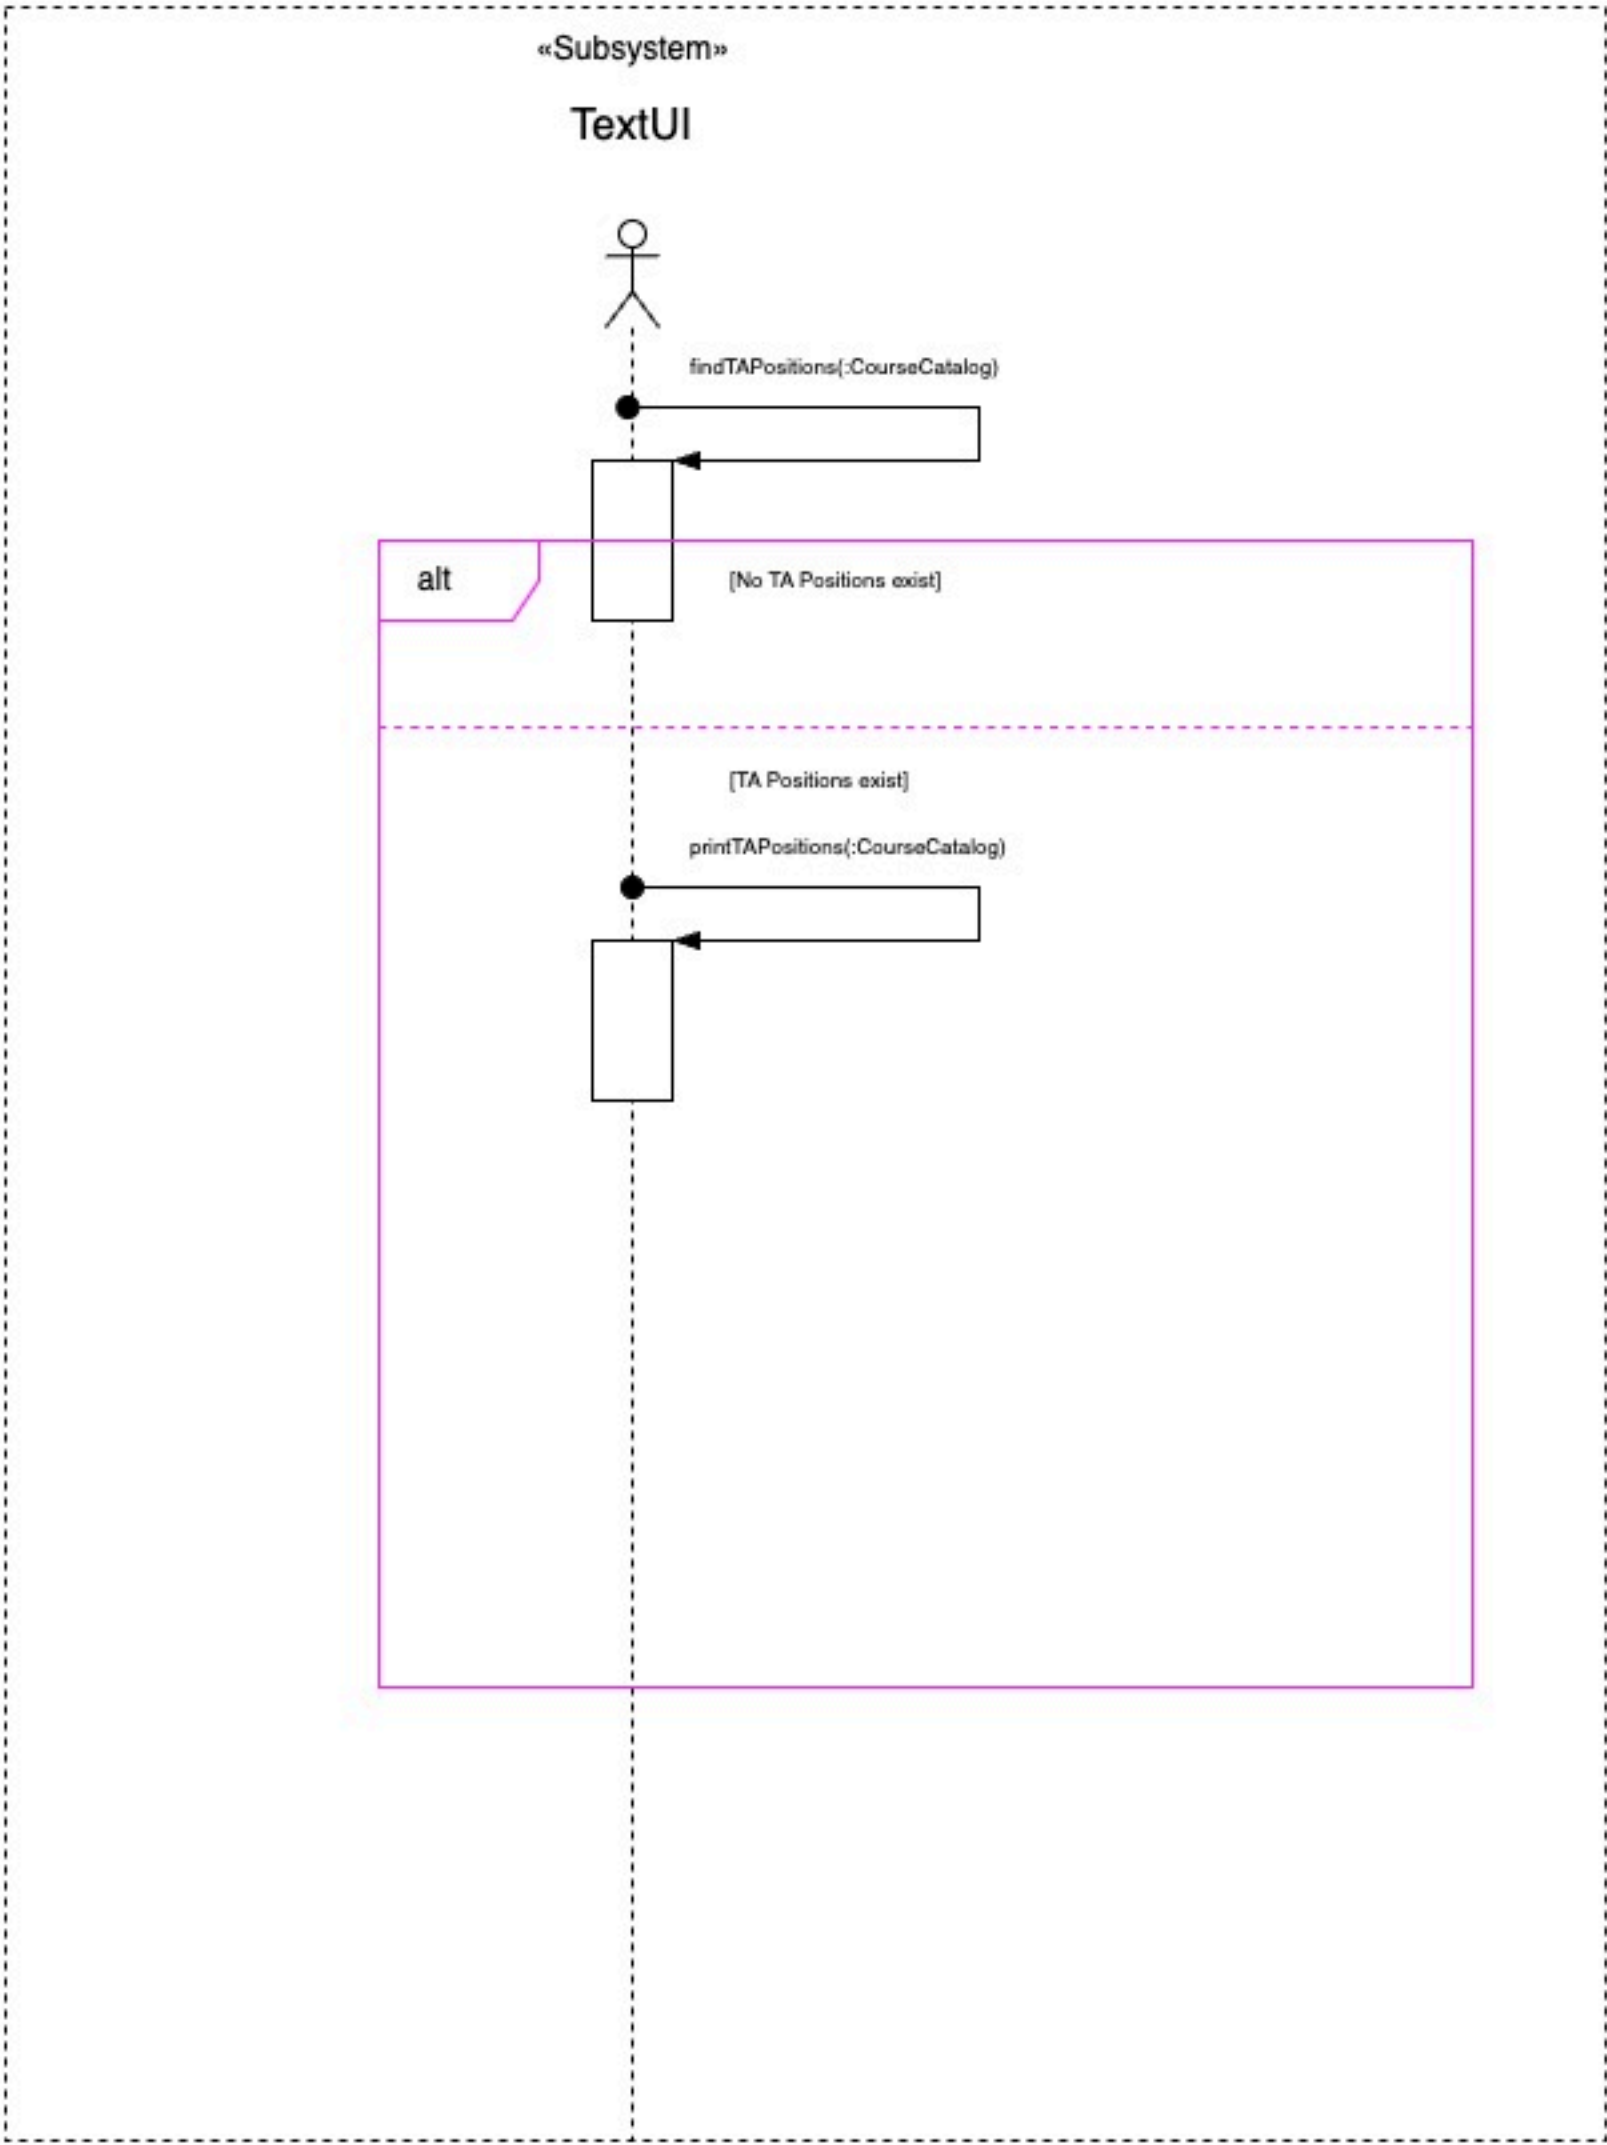 «Subsystem»
TextUI
findTAPositions(:CourseCatalog)
alt
[No TA Positions exist]
[TA Positions exist]
printTAPositions(:CourseCatalog)